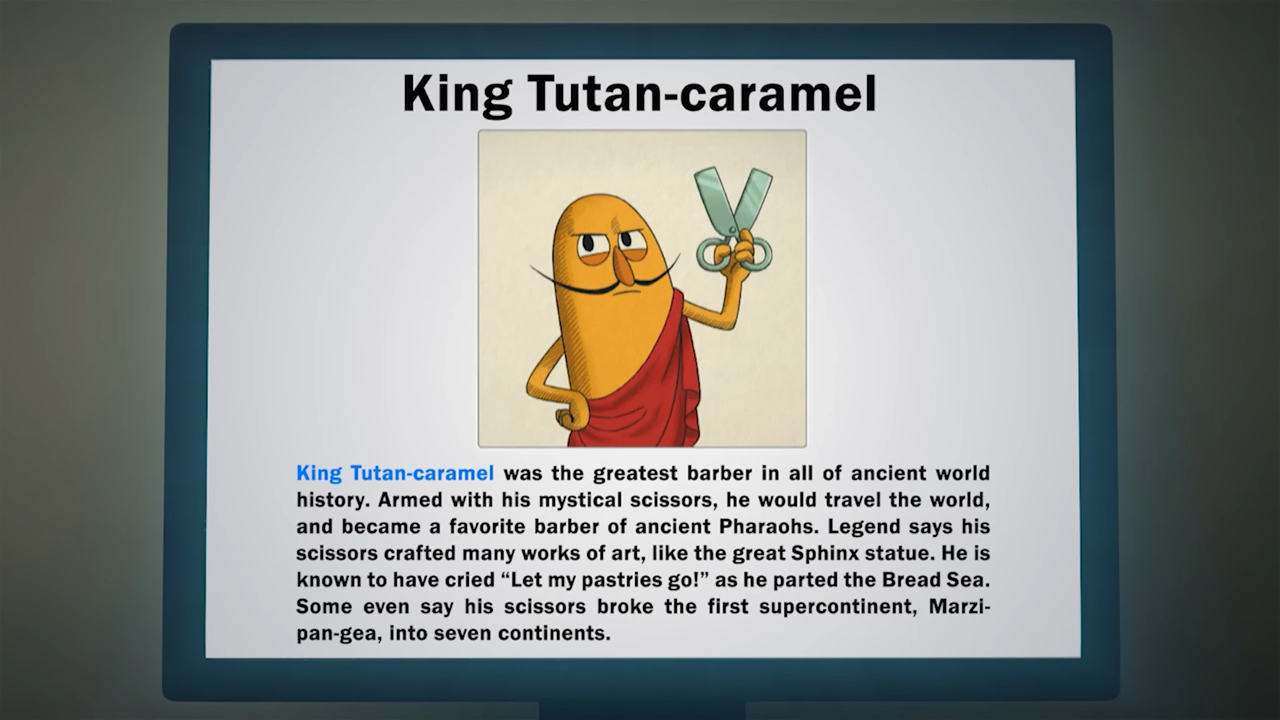 King Tutan-caramel
King Tutan-caramel was the greatest barber in all of ancient world
history. Armed with his mystical scissors, he would travel the world,
and became a favorite barber of ancient Pharaohs. Legend says his
scissors crafted many works of art, like the great Sphinx statue. He is
known to have cried “Let my pastries go!” as he parted the Bread Sea.
Some even say his scissors broke the first supercontinent, Marzi-
pan-gea, into seven continents.